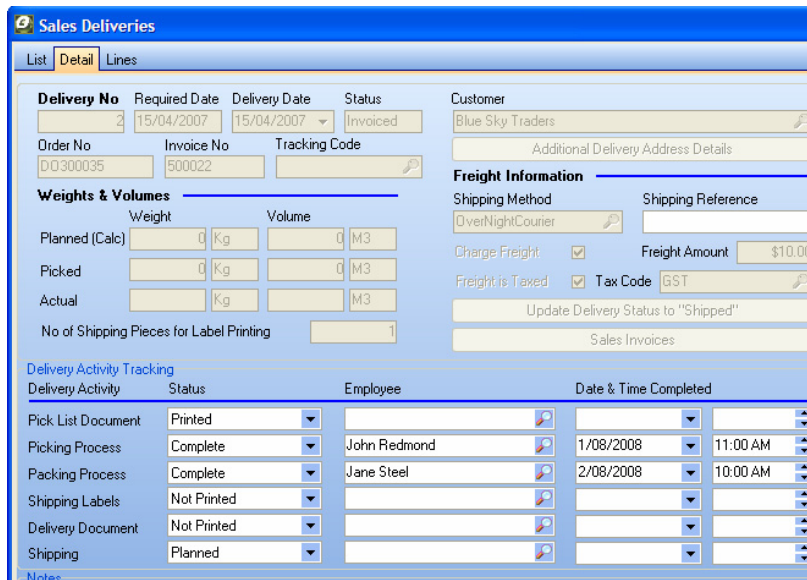 Sales Deliveries
List Detail Lines
Delivery No Required Date Delivery Date Status Customer
2 15/04/2007 15/04/2007 Invoiced Blue Sky Traders
Order No Invoice No Tracking Code Additional Delivery Address Details
DO300035 500022
Freight Information
Weights & Volumes Shipping Method Shipping Reference
Weight Volume OverNightCourier
Planned (Calc) 0 Kg 0 M3 Charge Freight Freight Amount $10.00
Picked 0 Kg 0 M3 Freight is Taxed Tax Code GST
Actual Kg M3 Update Delivery Status to "Shipped"
No of Shipping Pieces for Label Printing 1 Sales Invoices
Delivery Activity Tracking
Delivery Activity Status Employee Date & Time Completed
Pick List Document Printed
Picking Process Complete John Redmond 1/08/2008 11:00 AM
Packing Process Complete Jane Steel 2/08/2008 10:00 AM
Shipping Labels Not Printed
Delivery Document Not Printed
Shipping Planned
Notes